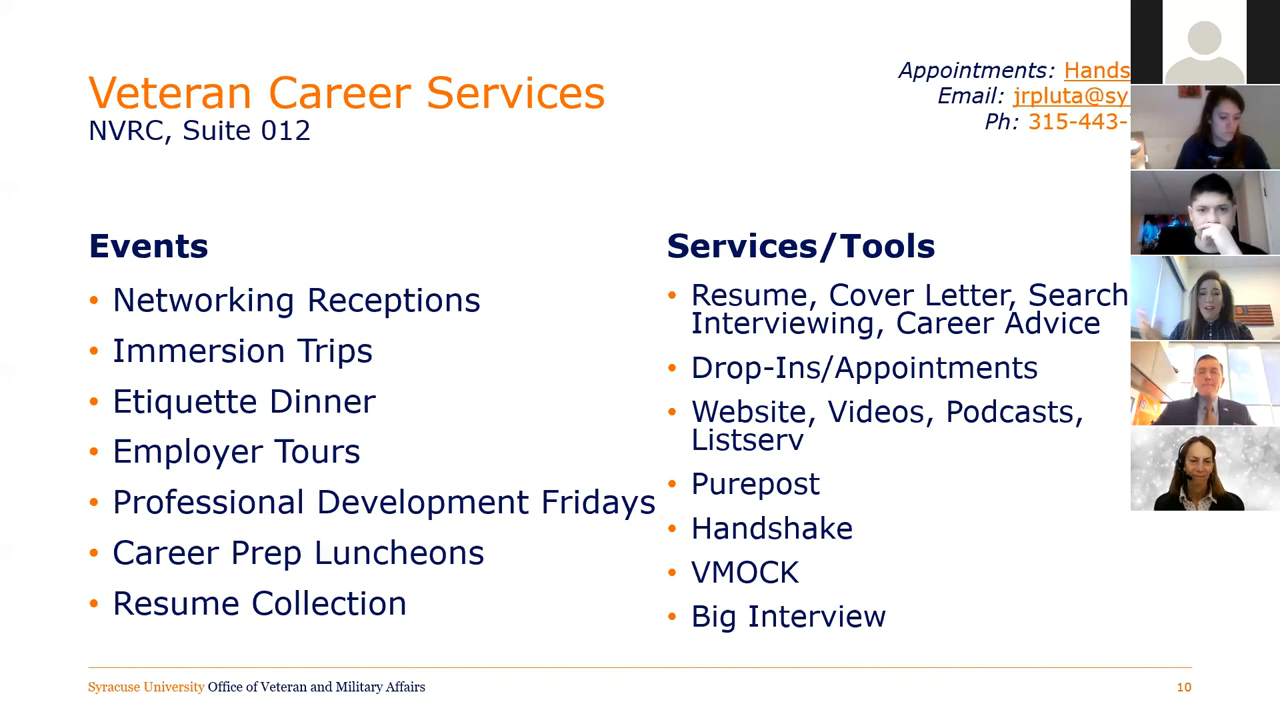 Veteran Career Services
NVRC, Suite 012
Appointments: Hands
Email: jrpluta@sy
Ph: 315-443-
Events
• Networking Receptions
• Immersion Trips
• Etiquette Dinner
• Employer Tours
• Professional Development Fridays
• Career Prep Luncheons
• Resume Collection
Services/Tools
• Resume, Cover Letter, Search
Interviewing, Career Advice
• Drop-Ins/Appointments
• Website, Videos, Podcasts,
Listserv
• Purepost
• Handshake
• VMOCK
• Big Interview
Syracuse University Office of Veteran and Military Affairs
10